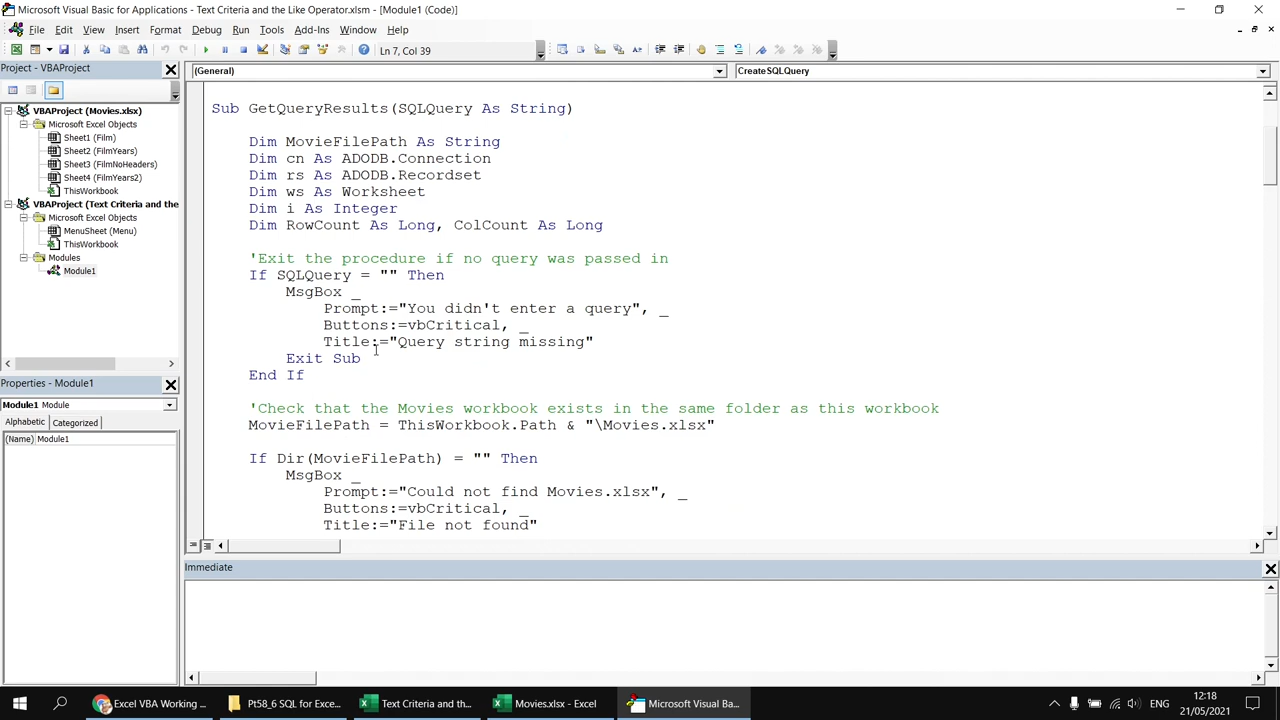 Microsoft Visual Basic for Applications - Text Criteria and the Like Operator.xlsm - [Module1 (Code)]
File Edit View Insert Format Debug Run Tools Add-Ins Window Help
Ln 7, Col 39
Project - VBAProject
(General)
CreateSQLQuery
VBAProject (Movies.xlsx)
Microsoft Excel Objects
Sheet1 (Film)
Sheet2 (FilmYears)
Sheet3 (FilmNoHeaders)
Sheet4 (FilmYears2)
ThisWorkbook
VBAProject (Text Criteria and the
Microsoft Excel Objects
MenuSheet (Menu)
ThisWorkbook
Modules
Module1
Properties - Module1
Module1 Module
Alphabetic Categorized
(Name) Module1
Sub GetQueryResults(SQLQuery As String)
Dim MovieFilePath As String
Dim cn As ADODB.Connection
Dim rs As ADODB.Recordset
Dim ws As Worksheet
Dim i As Integer
Dim RowCount As Long, ColCount As Long
'Exit the procedure if no query was passed in
If SQLQuery = "" Then
MsgBox _
Prompt:="You didn't enter a query", _
Buttons:=vbCritical, _
Title:="Query string missing"
Exit Sub
End If
'Check that the Movies workbook exists in the same folder as this workbook
MovieFilePath = ThisWorkbook.Path & "\Movies.xlsx"
If Dir(MovieFilePath) = "" Then
MsgBox _
Prompt:="Could not find Movies.xlsx", _
Buttons:=vbCritical, _
Title:="File not found"
Immediate
Excel VBA Working ...
Pt58_6 SQL for Exce...
Text Criteria and th...
Movies.xlsx - Excel
Microsoft Visual Ba...
ENG
12:18
21/05/2021